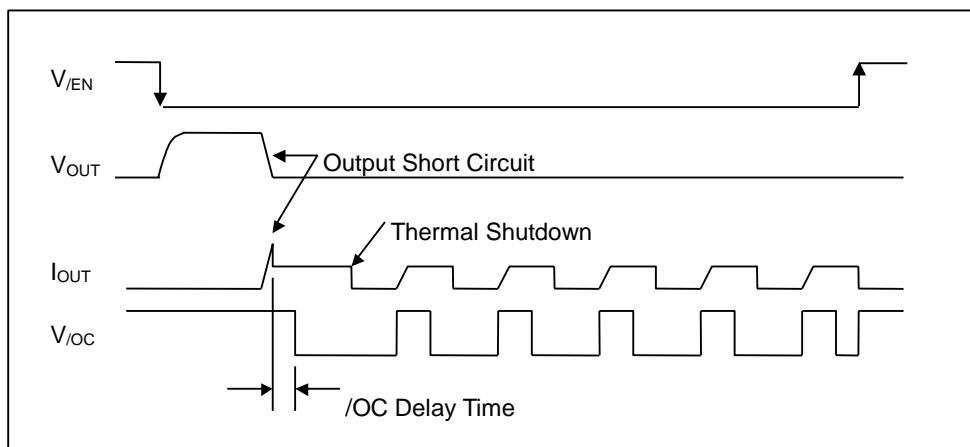 V/EN
VOUT
Output Short Circuit
Thermal Shutdown
IOUT
V/OC
/OC Delay Time